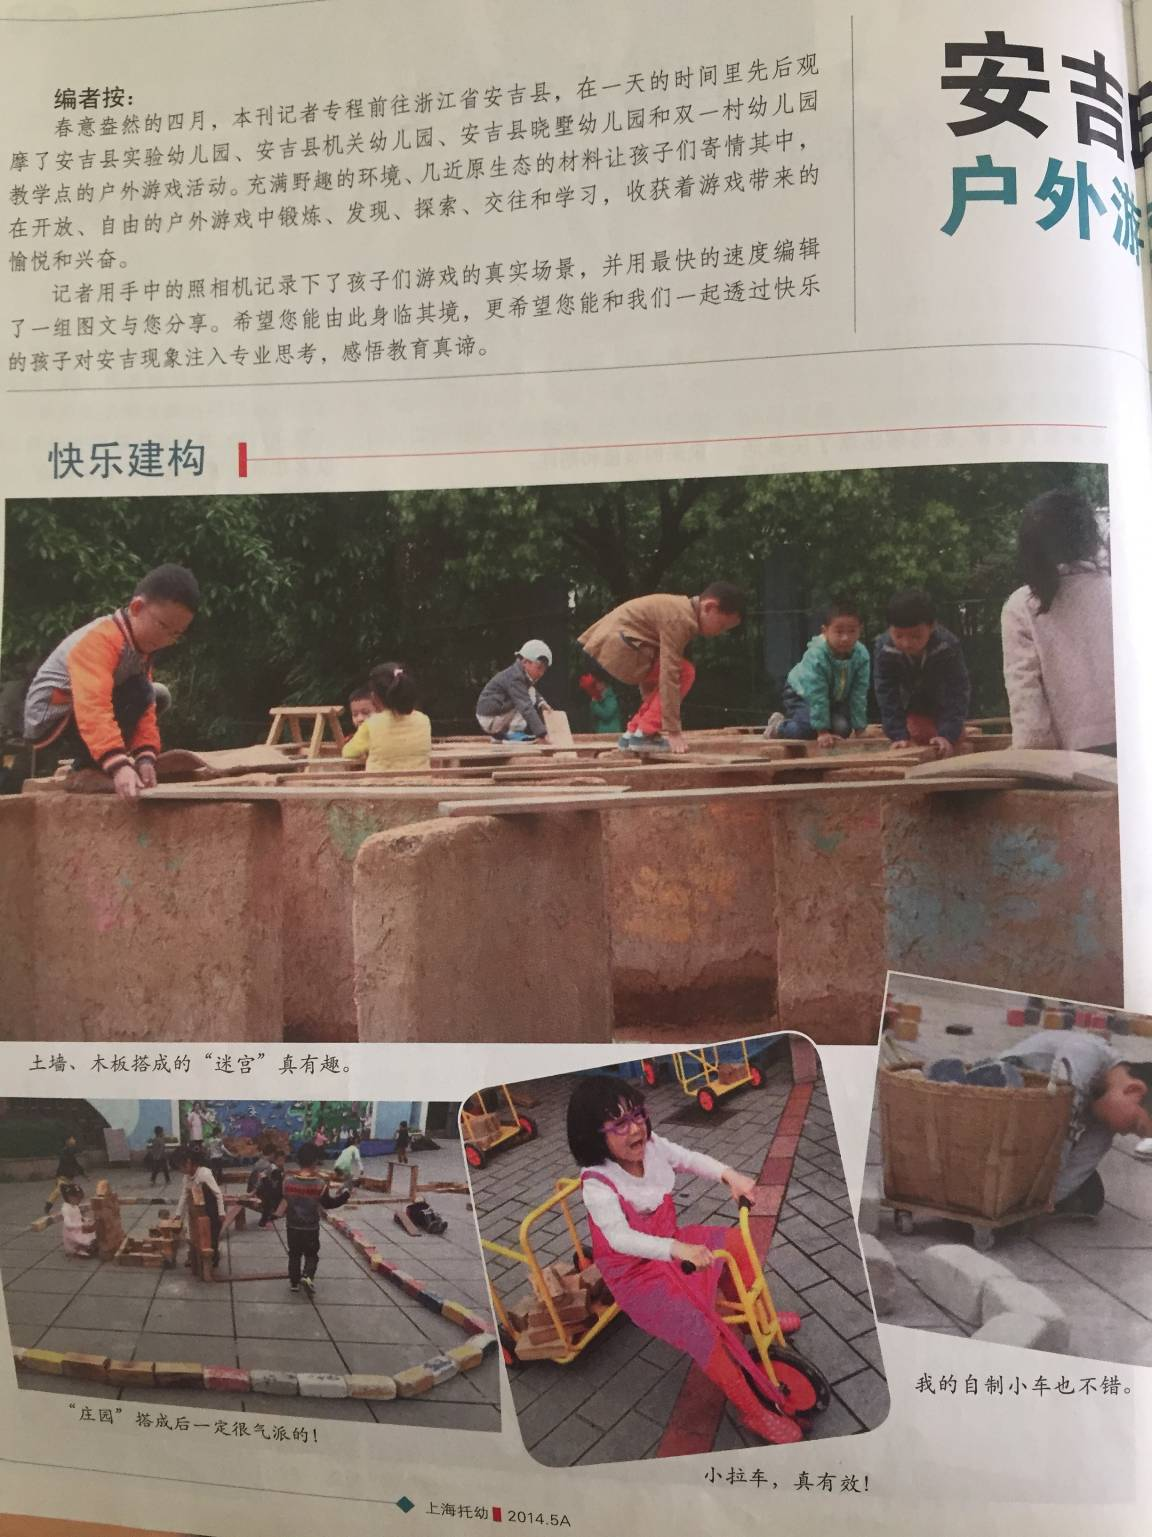 编者按：
春意盎然的四月，本刊记者专程前往浙江省安吉县，在一天的时间里先后观
摩了安吉县实验幼儿园、安吉县机关幼儿园、安吉县晓墅幼儿园和双一村幼儿园
教学点的户外游戏活动。充满野趣的环境、几近原生态的材料让孩子们寄情其中，
在开放、自由的户外游戏中锻炼、发现、探索、交往和学习，收获着游戏带来的
愉悦和兴奋。
记者用手中的照相机记录下了孩子们游戏的真实场景，并用最快的速度编辑
了一组图文与您分享。希望您能由此身临其境，更希望您能和我们一起透过快乐
的孩子对安吉现象注入专业思考，感悟教育真谛。
安吉
户外游
快乐建构
土墙、木板搭成的“迷宫”真有趣。
“庄园”搭成后一定很气派的！
我的自制小车也不错。
小拉车，真有效！
上海托幼 2014.5A